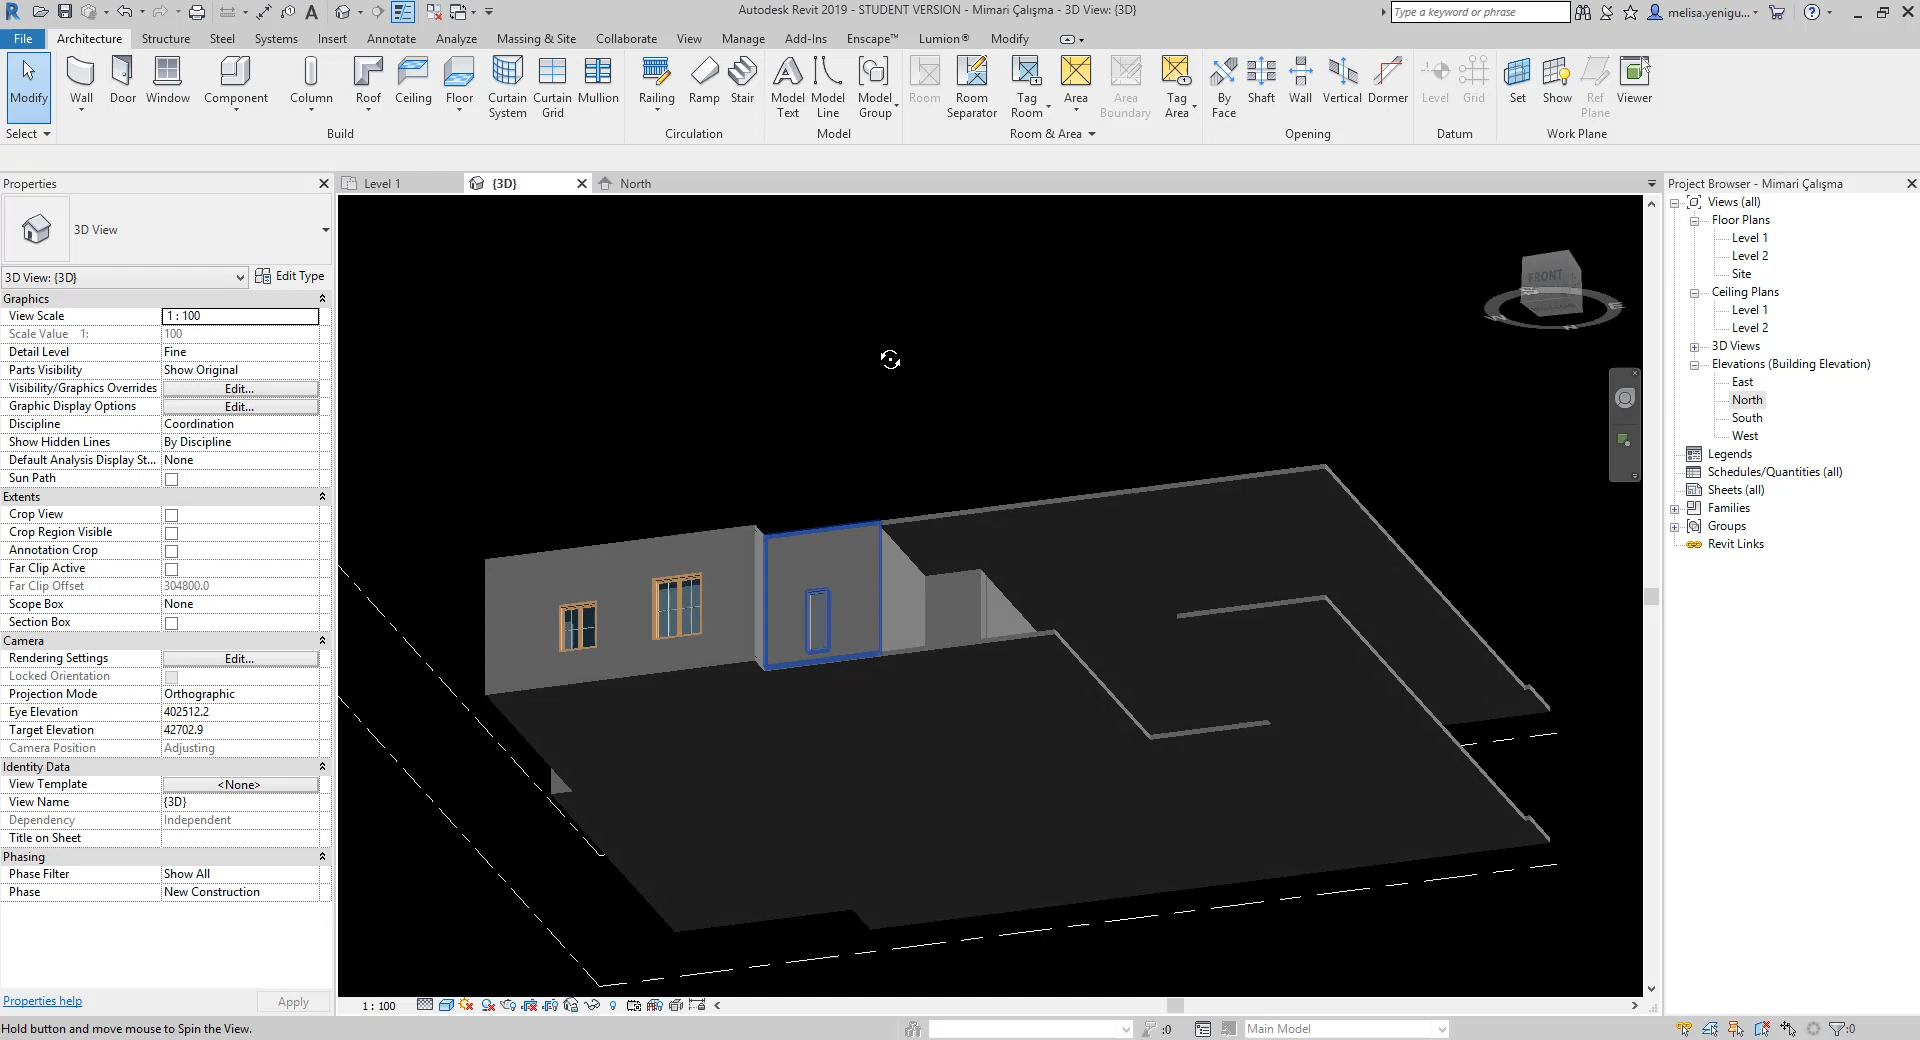 Autodesk Revit 2019 - STUDENT VERSION - Mimari Çalışma - 3D View: {3D}
Type a keyword or phrase
melisa.yenigu...
File Architecture Structure Steel Systems Insert Annotate Analyze Massing & Site Collaborate View Manage Add-Ins Enscape™ Lumion® Modify
Modify Wall Door Window Component Column Roof Ceiling Floor Curtain System Curtain Grid Mullion Railing Ramp Stair Model Text Model Line Model Group Room Room Separator Tag Room Area Area Boundary Tag Area By Face Shaft Wall Vertical Dormer Level Grid Set Show Ref Plane Viewer
Select Build Circulation Model Room & Area Opening Datum Work Plane
Properties
Level 1 {3D} North
Project Browser - Mimari Çalışma
3D View
3D View: {3D} Edit Type
Graphics
View Scale 1 : 100
Scale Value 1: 100
Detail Level Fine
Parts Visibility Show Original
Visibility/Graphics Overrides Edit...
Graphic Display Options Edit...
Discipline Coordination
Show Hidden Lines By Discipline
Default Analysis Display St... None
Sun Path
Extents
Crop View
Crop Region Visible
Annotation Crop
Far Clip Active
Far Clip Offset 304800.0
Scope Box None
Section Box
Camera
Rendering Settings Edit...
Locked Orientation
Projection Mode Orthographic
Eye Elevation 402512.2
Target Elevation 42702.9
Camera Position Adjusting
Identity Data
View Template <None>
View Name {3D}
Dependency Independent
Title on Sheet
Phasing
Phase Filter Show All
Phase New Construction
Properties help Apply
FRONT
Views (all)
Floor Plans
Level 1
Level 2
Site
Ceiling Plans
Level 1
Level 2
3D Views
Elevations (Building Elevation)
East
North
South
West
Legends
Schedules/Quantities (all)
Sheets (all)
Families
Groups
Revit Links
1 : 100
Hold button and move mouse to Spin the View.
:0
Main Model
:0